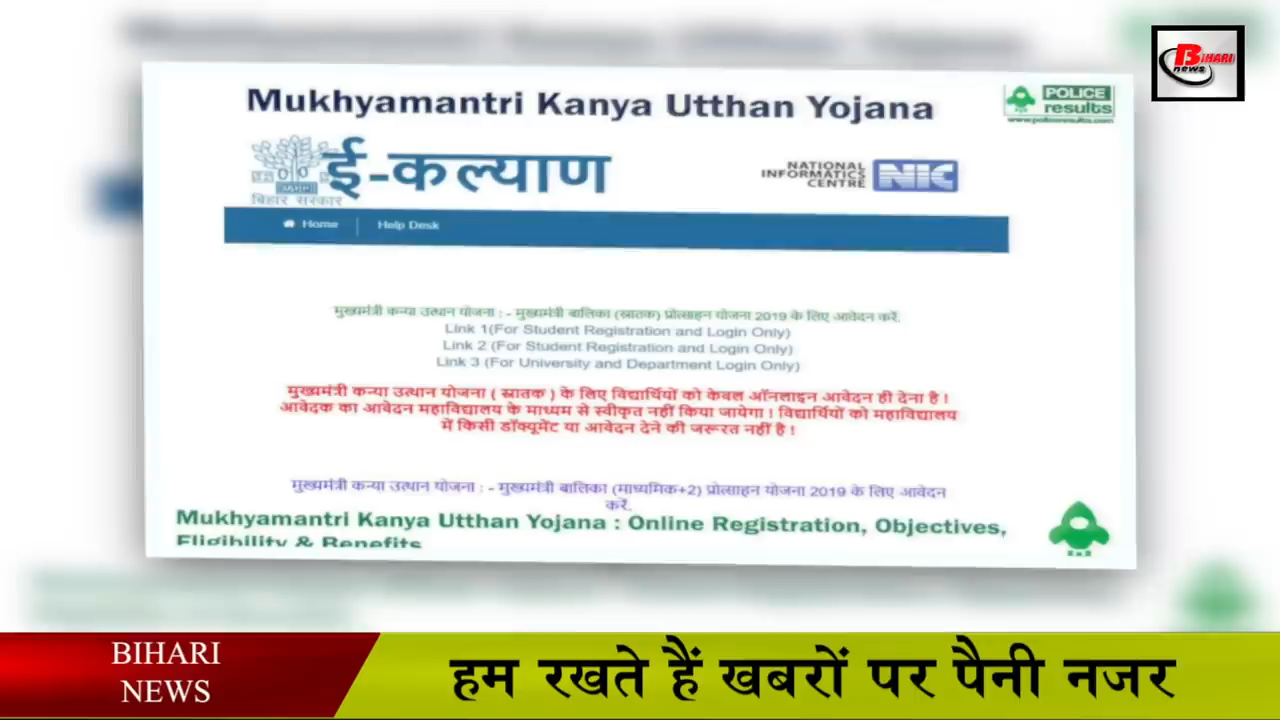 BIHARI
news
Mukhyamantri Kanya Utthan Yojana
POLICE
results
www.policeresults.com
ई-कल्याण
बिहार सरकार
NATIONAL
INFORMATICS
CENTRE
NIC
Home
Help Desk
मुख्यमंत्री कन्या उत्थान योजना : - मुख्यमंत्री बालिका (स्नातक) प्रोत्साहन योजना 2019 के लिए आवेदन करें.
Link 1(For Student Registration and Login Only)
Link 2 (For Student Registration and Login Only)
Link 3 (For University and Department Login Only)
मुख्यमंत्री कन्या उत्थान योजना ( स्नातक ) के लिए विद्यार्थियों को केवल ऑनलाइन आवेदन ही देना है !
आवेदक का आवेदन महाविद्यालय के माध्यम से स्वीकृत नहीं किया जायेगा ! विद्यार्थियों को महाविद्यालय
में किसी डॉक्यूमेंट या आवेदन देने की जरूरत नहीं है !
मुख्यमंत्री कन्या उत्थान योजना : - मुख्यमंत्री बालिका (माध्यमिक+2) प्रोत्साहन योजना 2019 के लिए आवेदन
करें.
Mukhyamantri Kanya Utthan Yojana : Online Registration, Objectives,
Eligibility & Benefits
BIHARI
NEWS
हम रखते हैं खबरों पर पैनी नजर